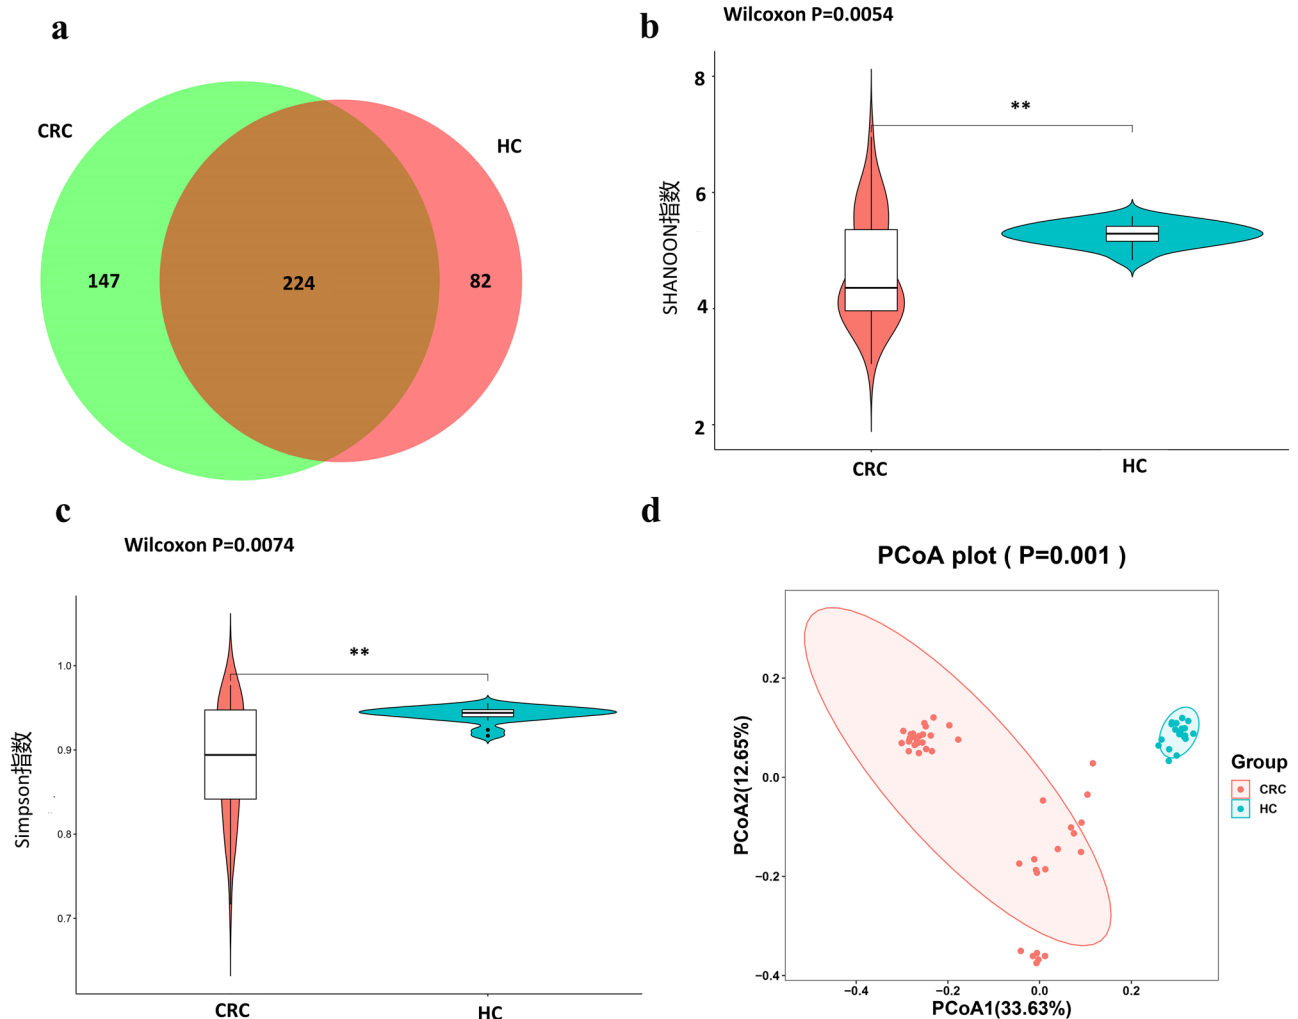 a
CRC
HC
147
224
82
b
Wilcoxon P=0.0054
SHANOON指数
8
6
4
2
**
CRC
HC
c
Wilcoxon P=0.0074
Simpson指数
1.0
0.9
0.8
0.7
**
CRC
HC
d
PCoA plot ( P=0.001 )
PCoA2(12.65%)
0.2
0.0
−0.2
−0.4
−0.4
−0.2
0.0
0.2
PCoA1(33.63%)
Group
CRC
HC